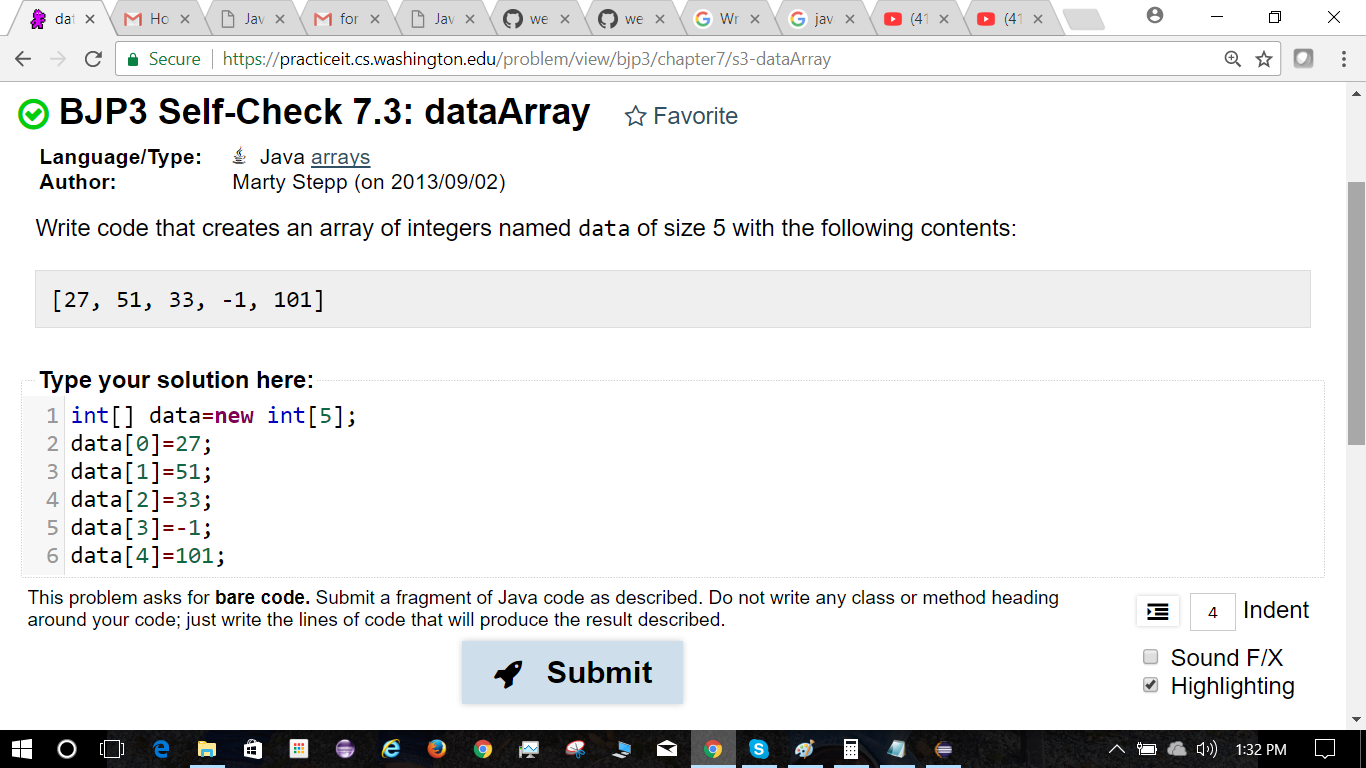 dat Ho Jav for Jav we we Wr jav (41 (41
Secure https://practiceit.cs.washington.edu/problem/view/bjp3/chapter7/s3-dataArray
BJP3 Self-Check 7.3: dataArray Favorite
Language/Type: Java arrays
Author: Marty Stepp (on 2013/09/02)
Write code that creates an array of integers named data of size 5 with the following contents:
[27, 51, 33, -1, 101]
Type your solution here:
1 int[] data=new int[5];
2 data[0]=27;
3 data[1]=51;
4 data[2]=33;
5 data[3]=-1;
6 data[4]=101;
This problem asks for bare code. Submit a fragment of Java code as described. Do not write any class or method heading
around your code; just write the lines of code that will produce the result described.
4 Indent
Submit
Sound F/X
Highlighting
1:32 PM